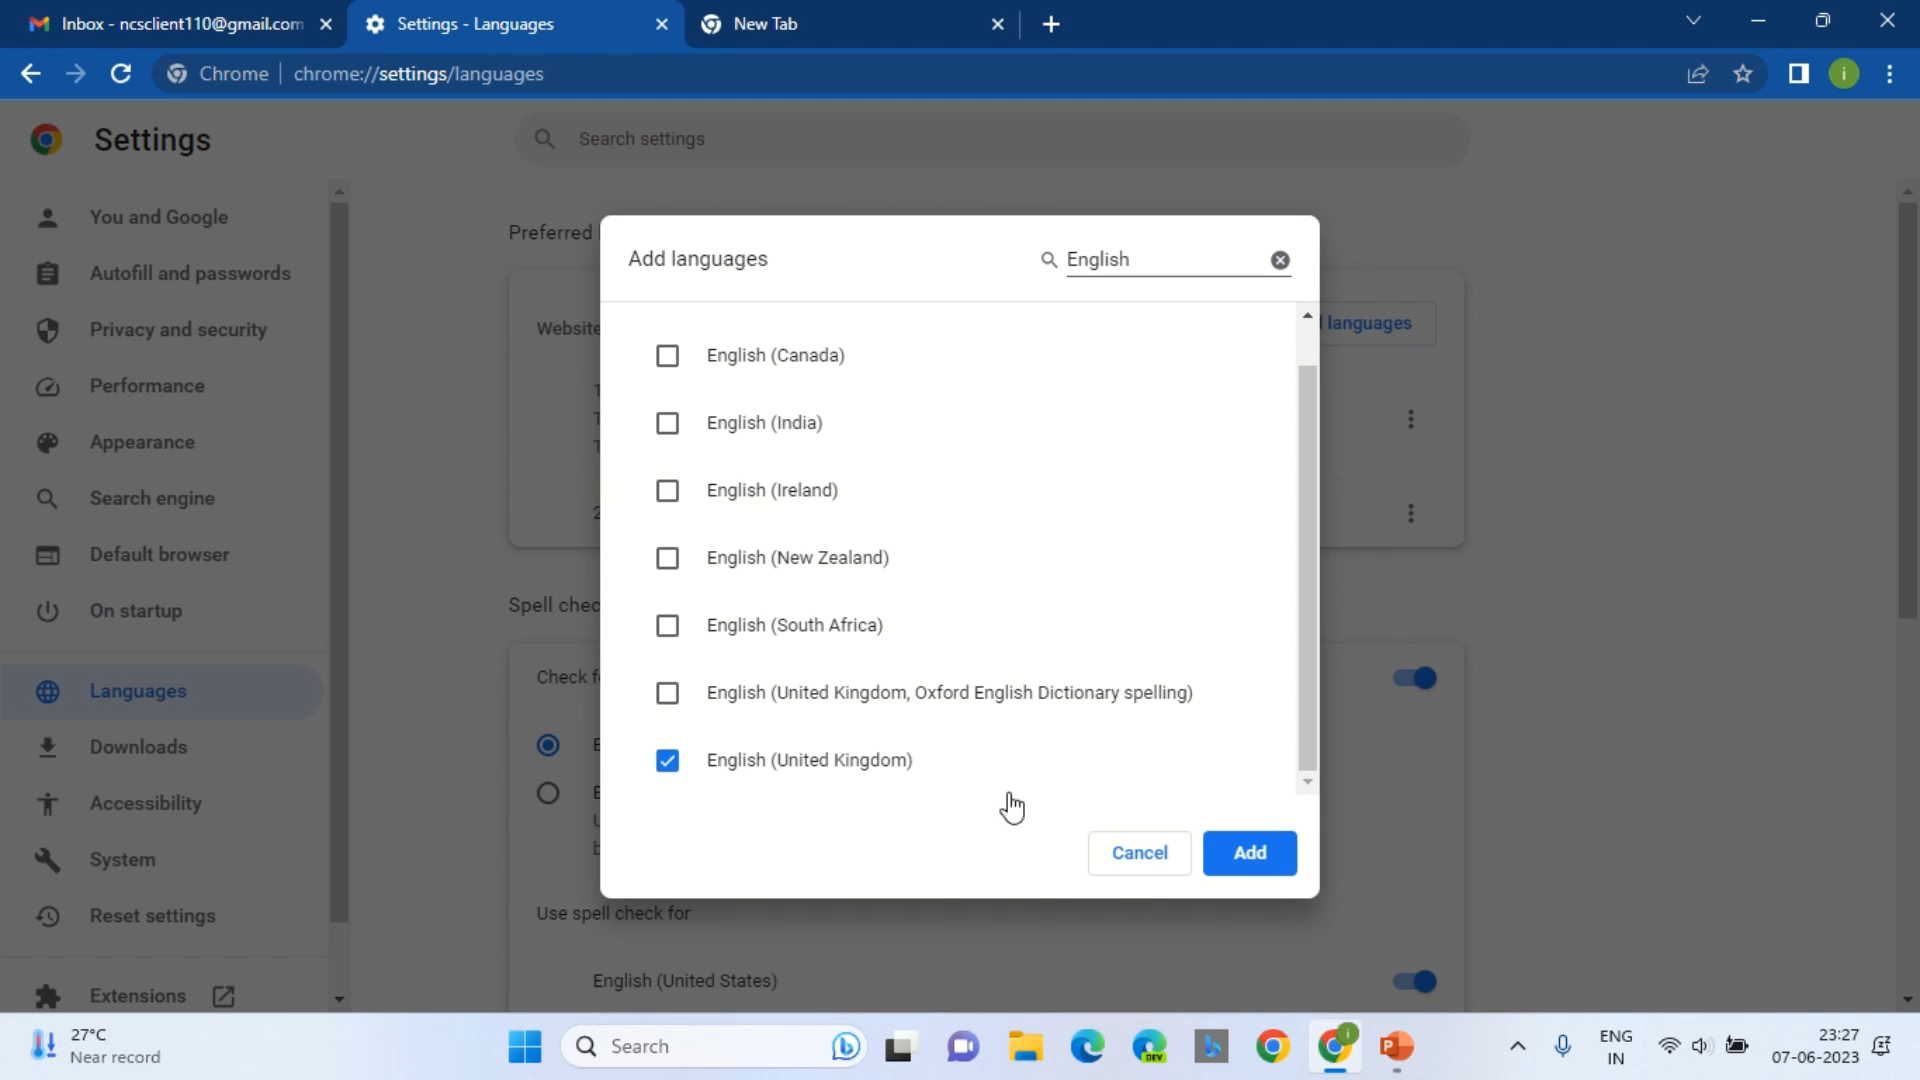 Inbox - ncsclient110@gmail.com
Settings - Languages
New Tab
Chrome
chrome://settings/languages
i
Settings
Search settings
You and Google
Autofill and passwords
Privacy and security
Performance
Appearance
Search engine
Default browser
On startup
Languages
Downloads
Accessibility
System
Reset settings
Extensions
Preferred
Website
languages
Add languages
English
English (Canada)
English (India)
English (Ireland)
English (New Zealand)
English (South Africa)
English (United Kingdom, Oxford English Dictionary spelling)
English (United Kingdom)
Cancel
Add
Use spell check for
English (United States)
27°C
Near record
Search
DEV
i
ENG
IN
23:27
07-06-2023